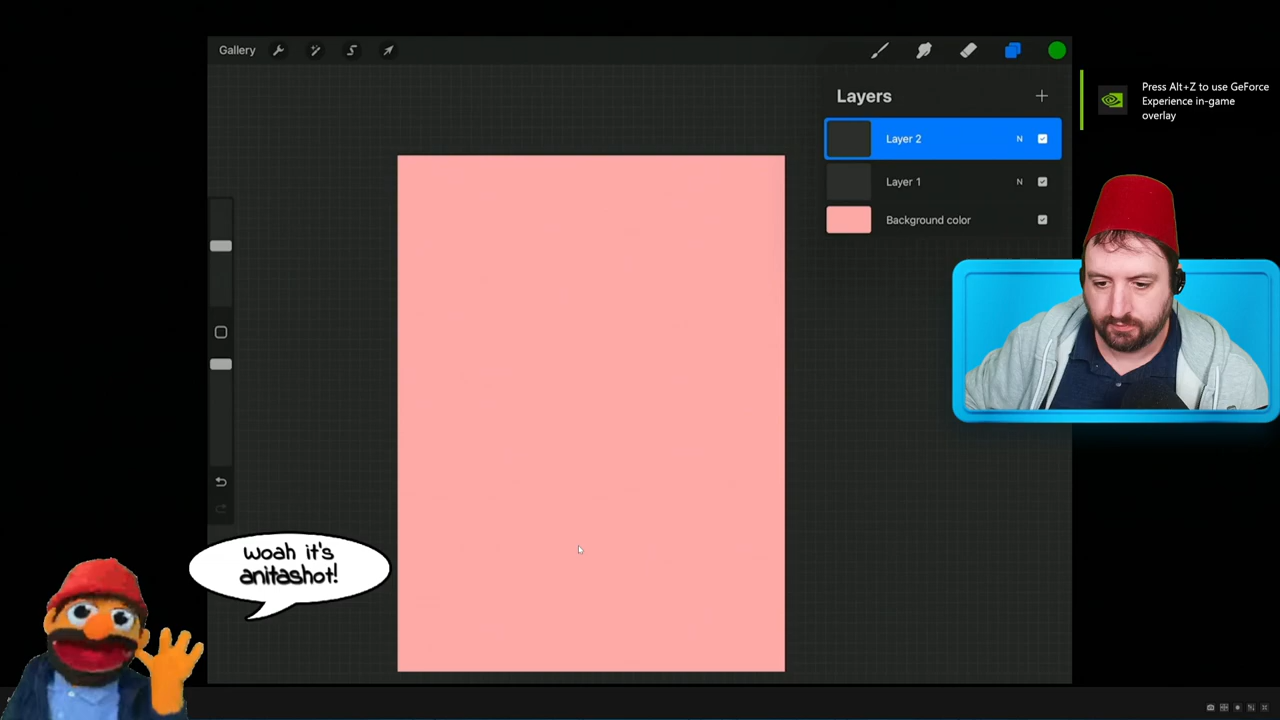 Gallery
Layers
Layer 2 N
Layer 1 N
Background color
Press Alt+Z to use GeForce
Experience in-game
overlay
woah it's
anitashot!